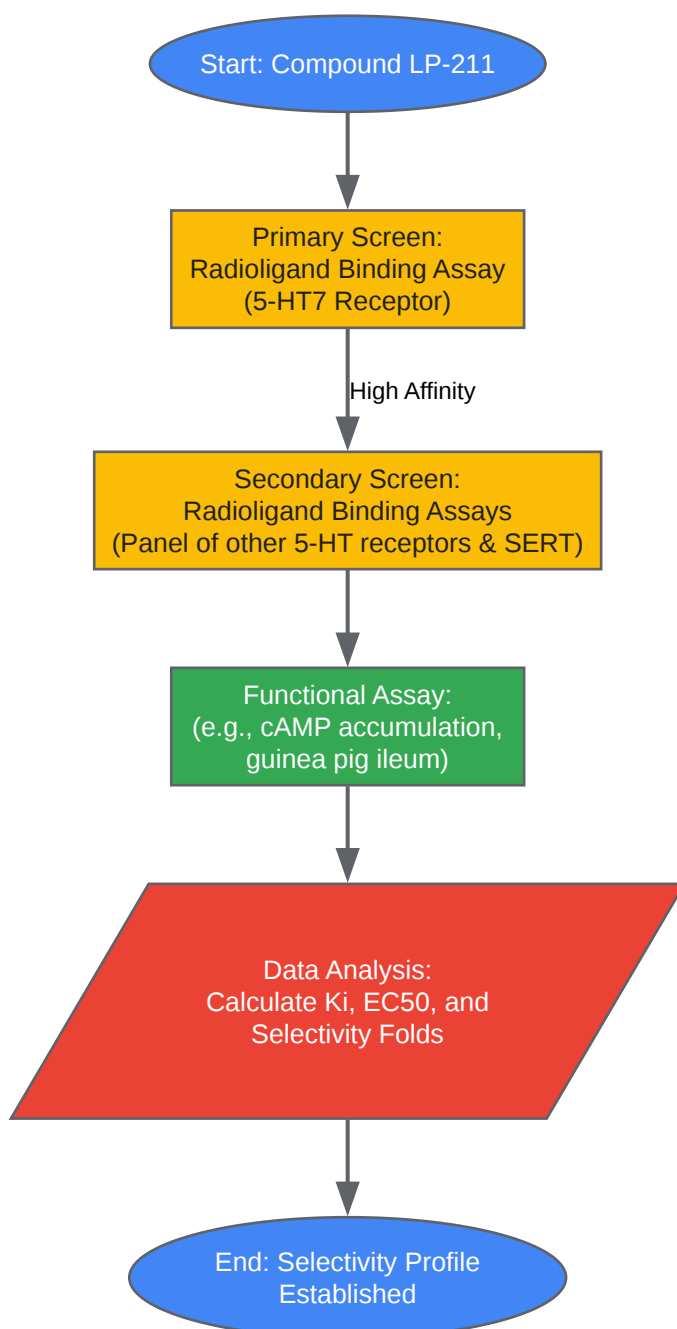 Start: Compound LP-211
Primary Screen:
Radioligand Binding Assay
(5-HT7 Receptor)
High Affinity
Secondary Screen:
Radioligand Binding Assays
(Panel of other 5-HT receptors & SERT)
Functional Assay:
(e.g., cAMP accumulation,
guinea pig ileum)
Data Analysis:
Calculate Ki, EC50, and
Selectivity Folds
End: Selectivity Profile
Established